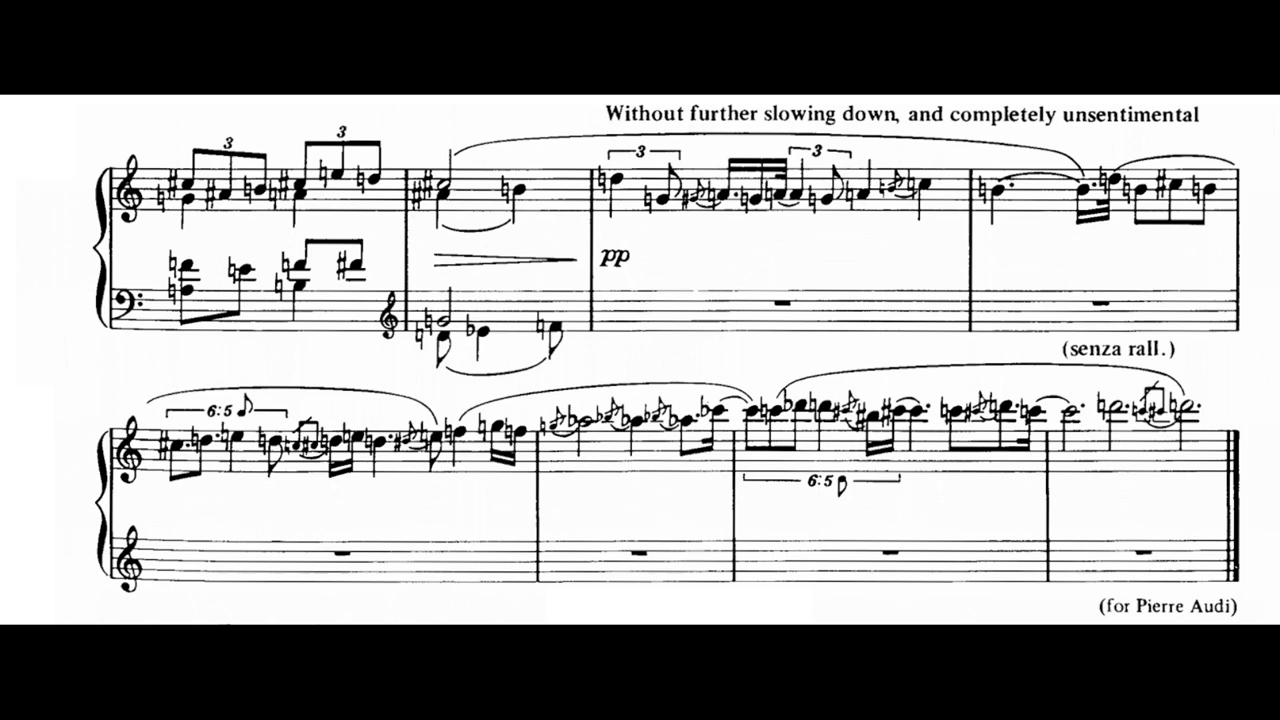 Without further slowing down, and completely unsentimental
3 3
3 3
pp
(senza rall.)
6:5
6:5
(for Pierre Audi)